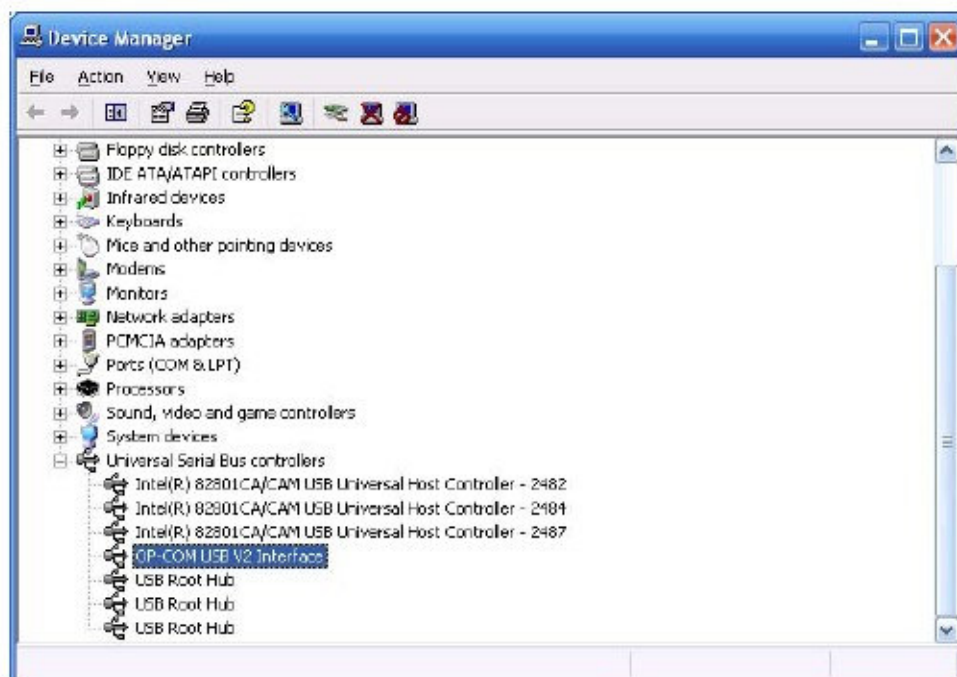 Device Manager
File Action View Help
Floppy disk controllers
IDE ATA/ATAPI controllers
Infrared devices
Keyboards
Mice and other pointing devices
Modems
Monitors
Network adapters
PCMCIA adapters
Ports (COM & LPT)
Processors
Sound, video and game controllers
System devices
Universal Serial Bus controllers
Intel(R) 82801CA/CAM USB Universal Host Controller - 2482
Intel(R) 82801CA/CAM USB Universal Host Controller - 2484
Intel(R) 82801CA/CAM USB Universal Host Controller - 2487
OP-COM USB V2 Interface
USB Root Hub
USB Root Hub
USB Root Hub